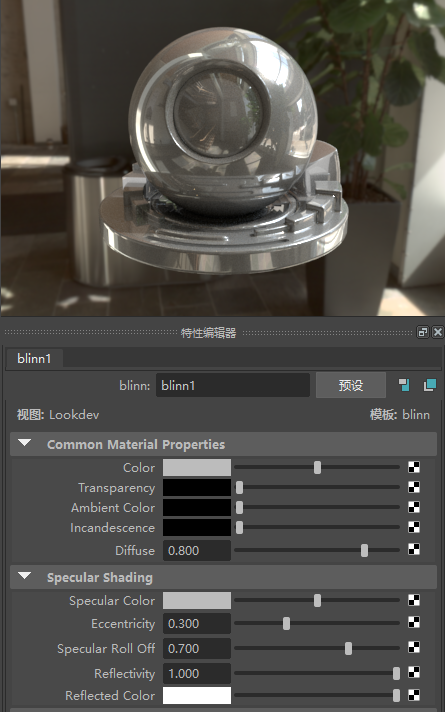 特性编辑器
blinn1
blinn: blinn1 预设
视图: Lookdev 模板: blinn
Common Material Properties
Color
Transparency
Ambient Color
Incandescence
Diffuse 0.800
Specular Shading
Specular Color
Eccentricity 0.300
Specular Roll Off 0.700
Reflectivity 1.000
Reflected Color